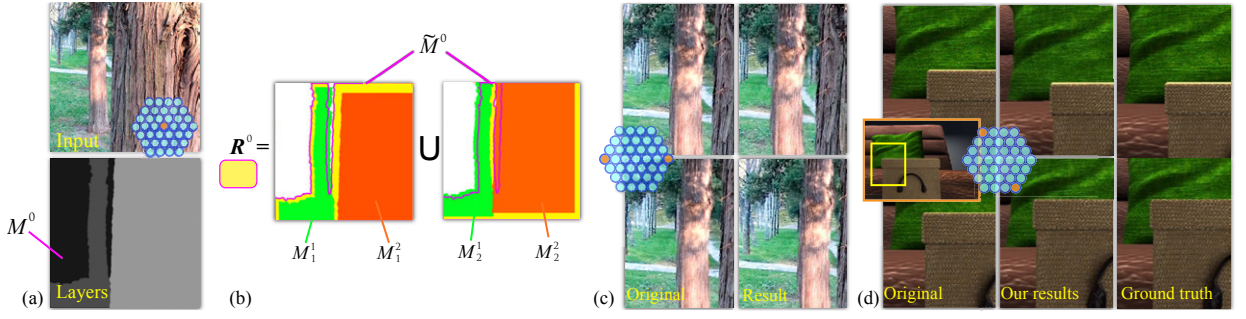 Input
M^0
Layers
(a)
M̃^0
R^0 =
∪
M_1^1
M_1^2
M_2^1
M_2^2
(b)
Original
Result
(c)
Original
Our results
Ground truth
(d)